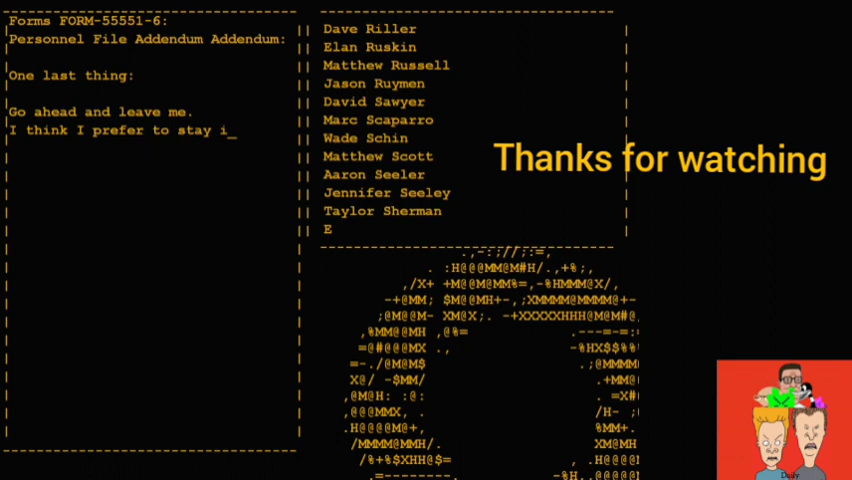 Forms FORM-55551-6:
Personnel File Addendum Addendum:
One last thing:
Go ahead and leave me.
I think I prefer to stay i_
Dave Riller
Elan Ruskin
Matthew Russell
Jason Ruymen
David Sawyer
Marc Scaparro
Wade Schin
Matthew Scott
Aaron Seeler
Jennifer Seeley
Taylor Sherman
E
Thanks for watching